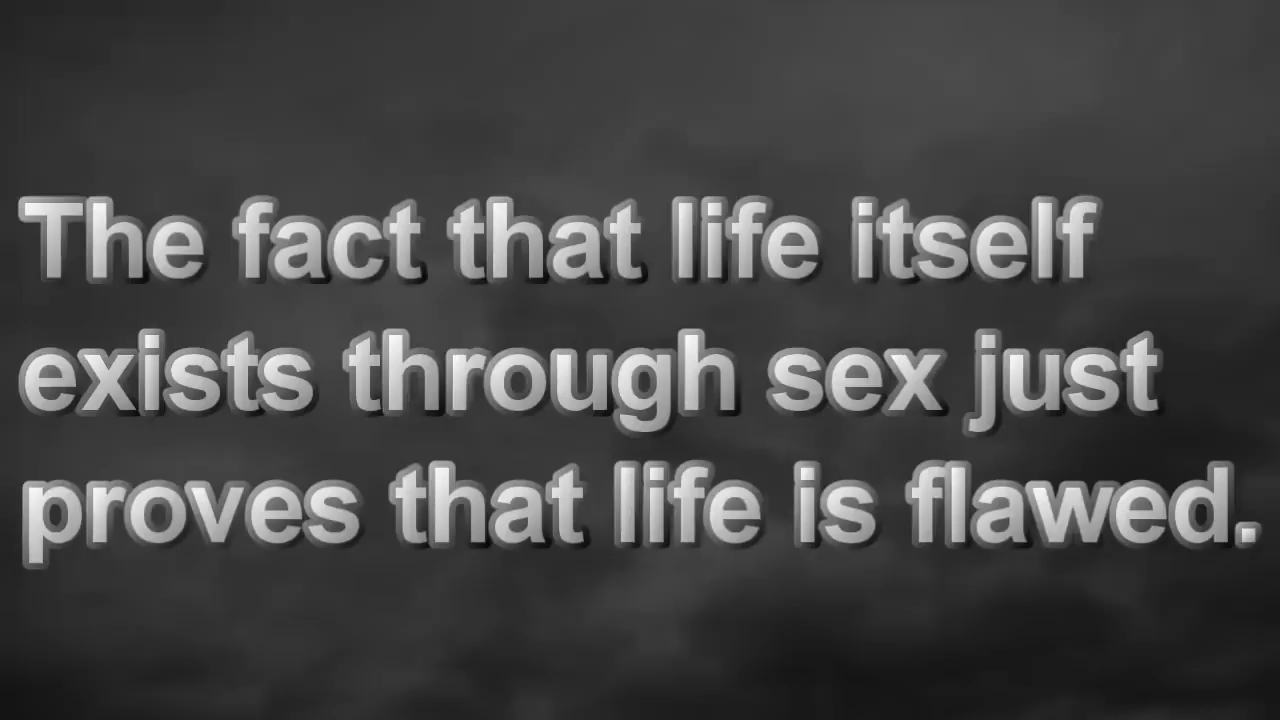 The fact that life itself
exists through sex just
proves that life is flawed.